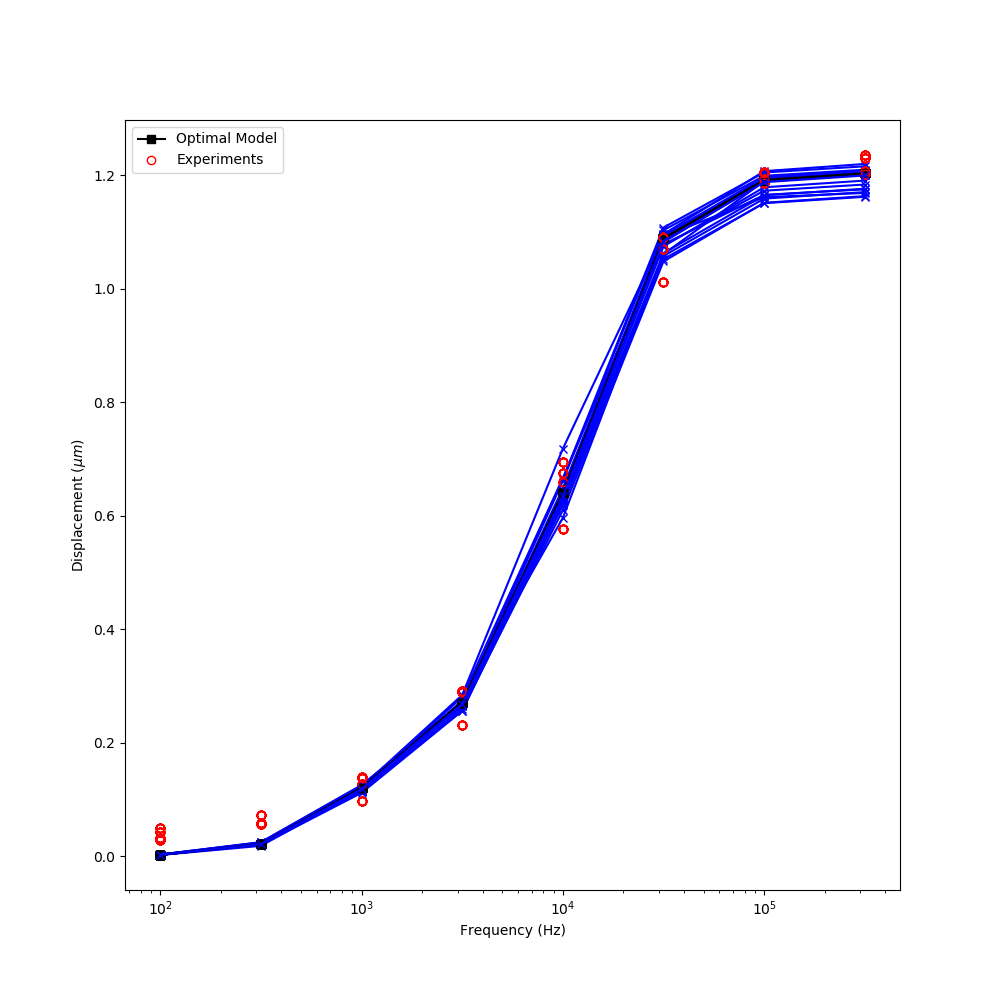 Optimal Model
Experiments
1.2
1.0
0.8
0.6
0.4
0.2
0.0
Displacement (μm)
10² 10³ 10⁴ 10⁵
Frequency (Hz)